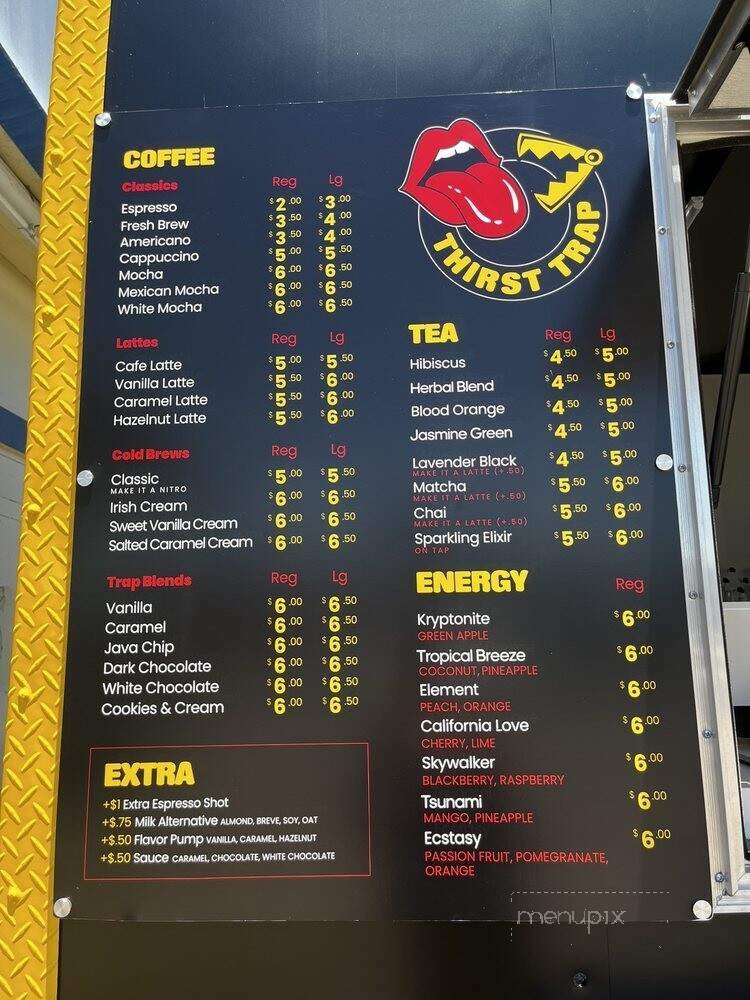 COFFEE
Classics Reg Lg
Espresso $2.00 $3.00
Fresh Brew $3.50 $4.00
Americano $3.50 $4.00
Cappuccino $5.00 $5.50
Mocha $6.00 $6.50
Mexican Mocha $6.00 $6.50
White Mocha $6.00 $6.50
Lattes Reg Lg
Cafe Latte $5.00 $5.50
Vanilla Latte $5.50 $6.00
Caramel Latte $5.50 $6.00
Hazelnut Latte $5.50 $6.00
Cold Brews Reg Lg
Classic $5.00 $5.50
MAKE IT A NITRO
Irish Cream $6.00 $6.50
Sweet Vanilla Cream $6.00 $6.50
Salted Caramel Cream $6.00 $6.50
Trap Blends Reg Lg
Vanilla $6.00 $6.50
Caramel $6.00 $6.50
Java Chip $6.00 $6.50
Dark Chocolate $6.00 $6.50
White Chocolate $6.00 $6.50
Cookies & Cream $6.00 $6.50
EXTRA
+$1 Extra Espresso Shot
+$.75 Milk Alternative ALMOND, BREVE, SOY, OAT
+$.50 Flavor Pump VANILLA, CARAMEL, HAZELNUT
+$.50 Sauce CARAMEL, CHOCOLATE, WHITE CHOCOLATE
THIRST TRAP
TEA Reg Lg
Hibiscus $4.50 $5.00
Herbal Blend $4.50 $5.00
Blood Orange $4.50 $5.00
Jasmine Green $4.50 $5.00
Lavender Black $4.50 $5.00
MAKE IT A LATTE (+.50)
Matcha $5.50 $6.00
MAKE IT A LATTE (+.50)
Chai $5.50 $6.00
MAKE IT A LATTE (+.50)
Sparkling Elixir $5.50 $6.00
ON TAP
ENERGY Reg
Kryptonite $6.00
GREEN APPLE
Tropical Breeze $6.00
COCONUT, PINEAPPLE
Element $6.00
PEACH, ORANGE
California Love $6.00
CHERRY, LIME
Skywalker $6.00
BLACKBERRY, RASPBERRY
Tsunami $6.00
MANGO, PINEAPPLE
Ecstasy $6.00
PASSION FRUIT, POMEGRANATE,
ORANGE
menupix